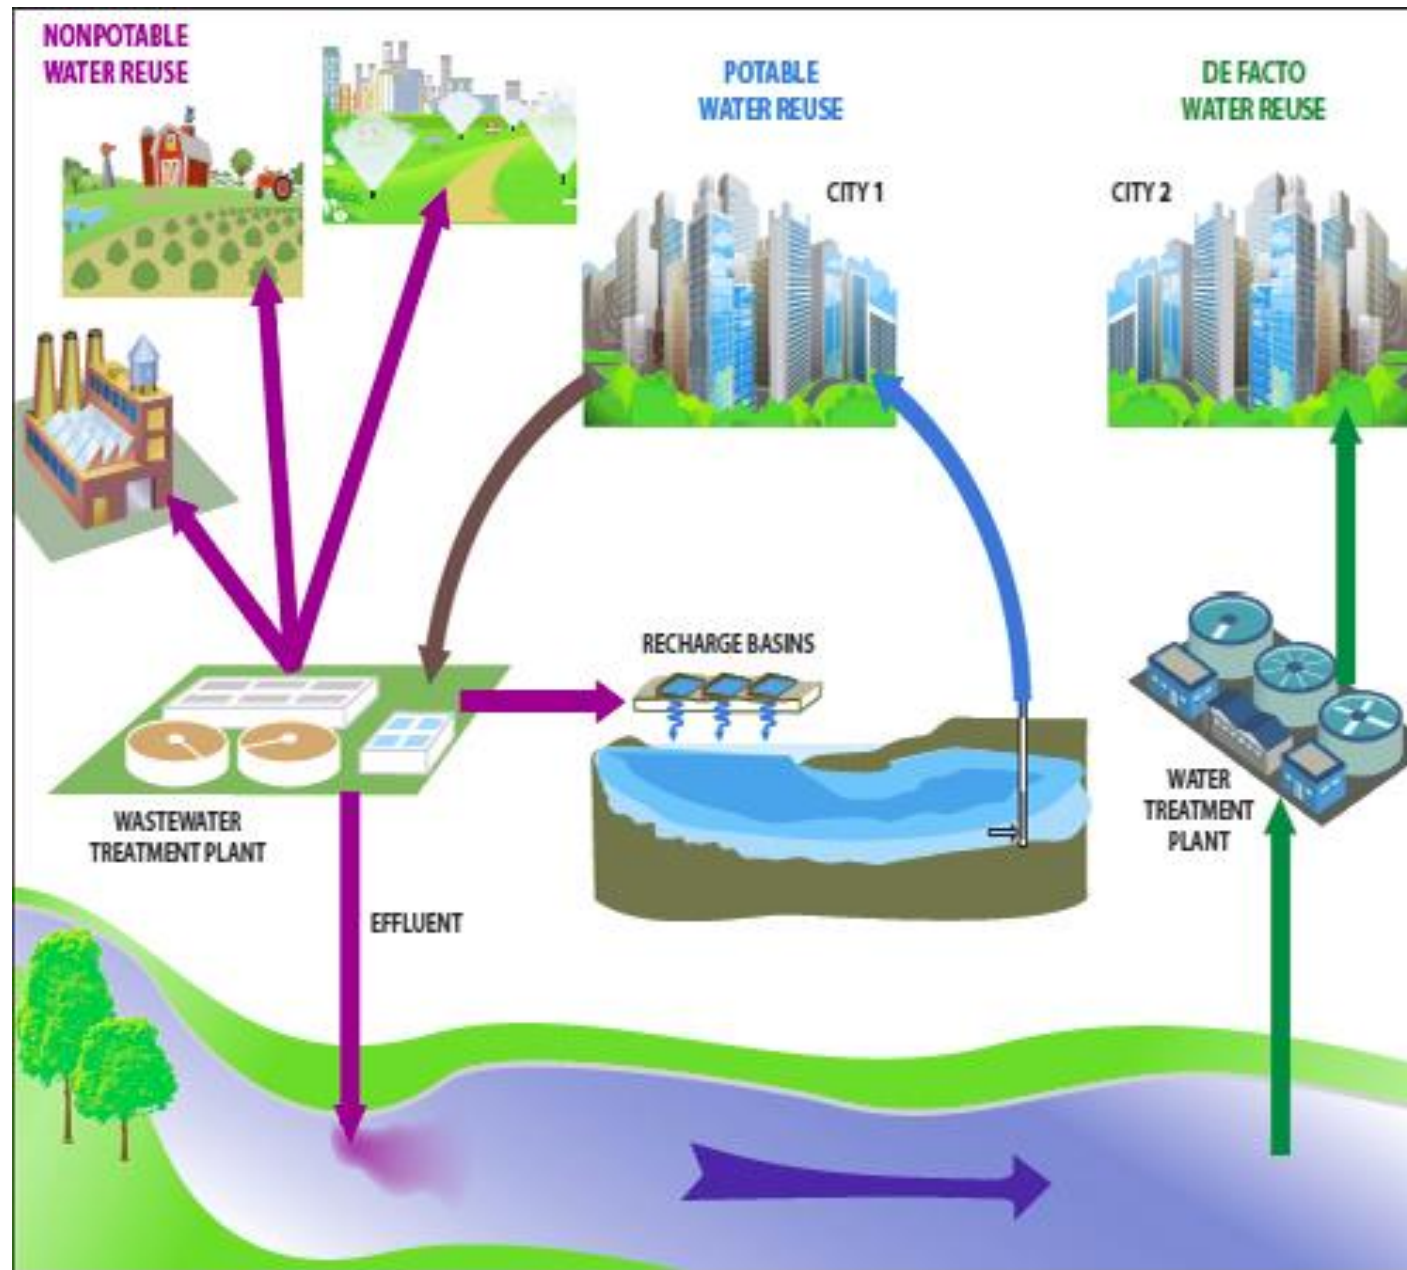 NONPOTABLE
WATER REUSE
POTABLE
WATER REUSE
DE FACTO
WATER REUSE
CITY 1
CITY 2
RECHARGE BASINS
WASTEWATER
TREATMENT PLANT
WATER
TREATMENT
PLANT
EFFLUENT